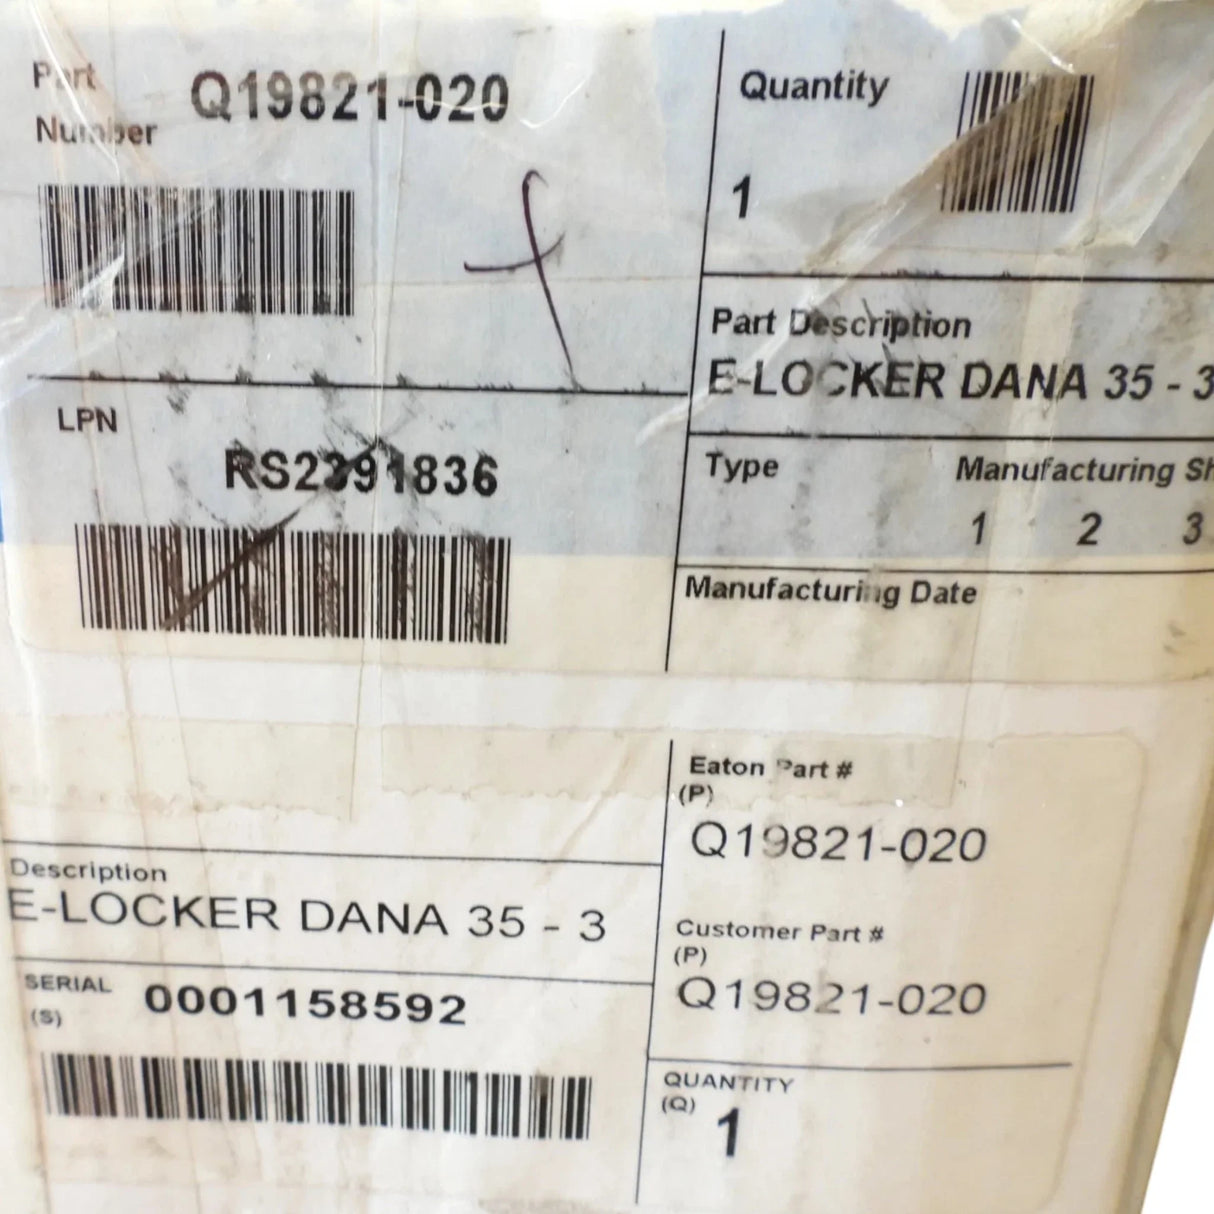 Part
Number
Q19821-020
Quantity
1
Part Description
E-LOCKER DANA 35 - 3
LPN
RS2391836
Type
Manufacturing Sh
1 2 3
Manufacturing Date
Eaton Part #
(P)
Q19821-020
Description
E-LOCKER DANA 35 - 3
Customer Part #
(P)
Q19821-020
SERIAL
(S)
0001158592
QUANTITY
(Q)
1